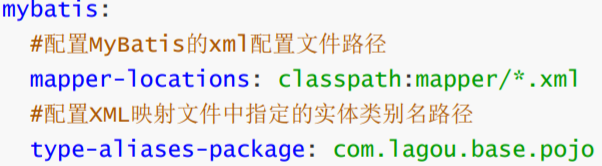 mybatis:
#配置MyBatis的xml配置文件路径
mapper-locations: classpath:mapper/*.xml
#配置XML映射文件中指定的实体类别名路径
type-aliases-package: com.lagou.base.pojo